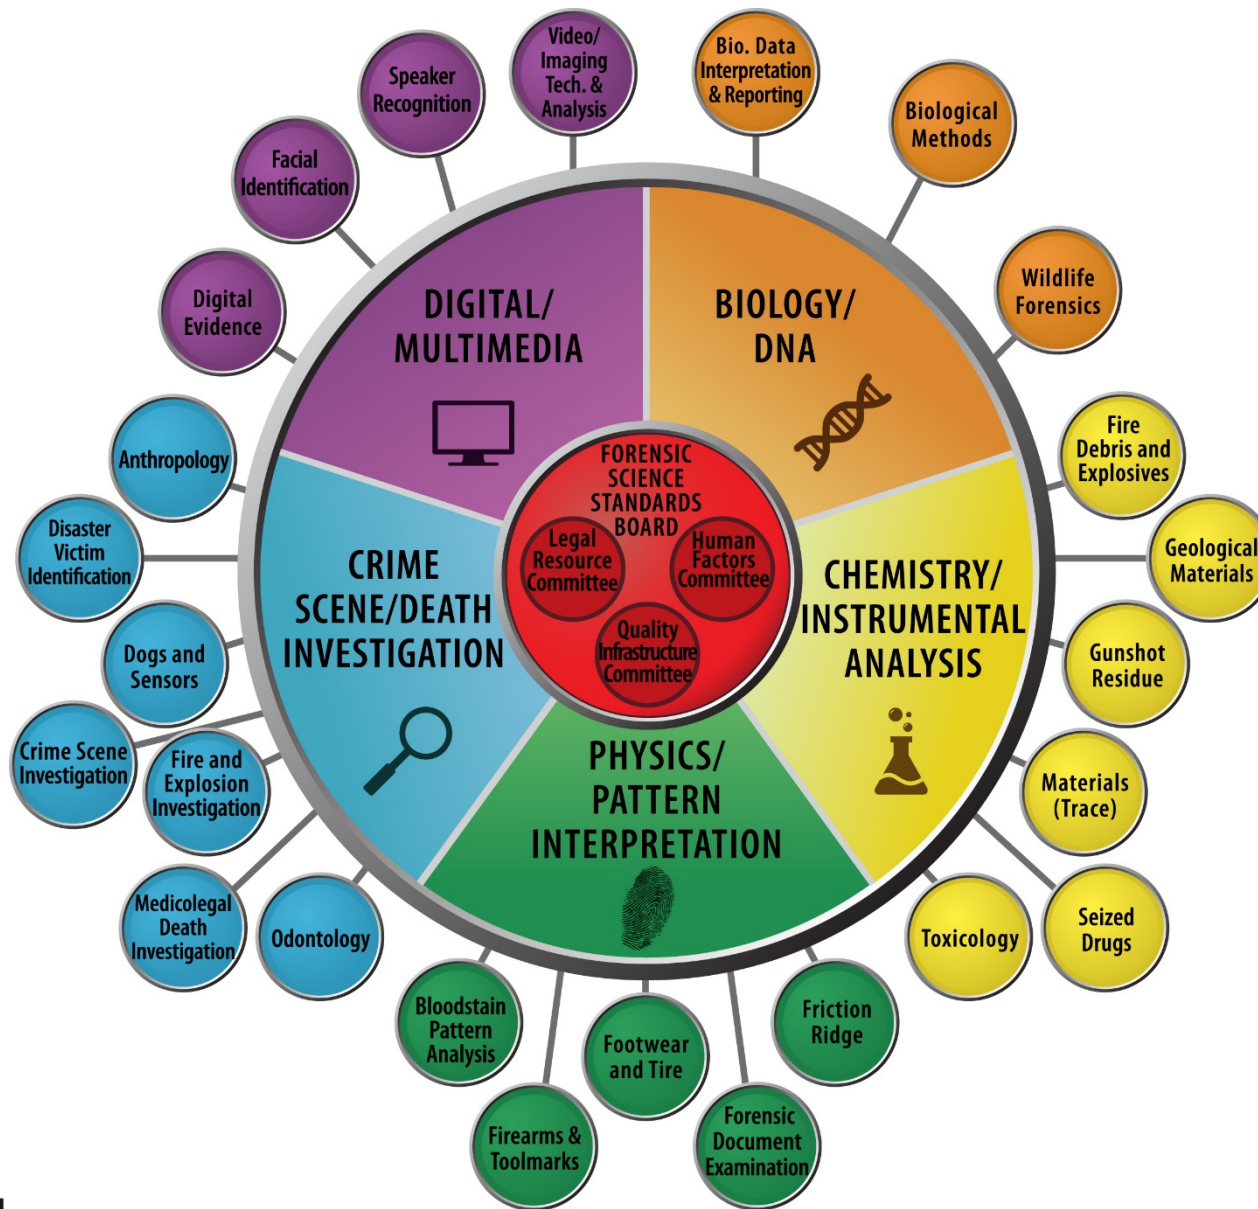 Video/
Imaging
Tech. &
Analysis
Bio. Data
Interpretation
& Reporting
Speaker
Recognition
Biological
Methods
Facial
Identification
Wildlife
Forensics
Digital
Evidence
DIGITAL/
MULTIMEDIA
BIOLOGY/
DNA
Anthropology
Fire
Debris and
Explosives
FORENSIC
SCIENCE
STANDARDS
BOARD
Legal
Resource
Committee
Human
Factors
Committee
Quality
Infrastructure
Committee
Disaster
Victim
Identification
Geological
Materials
CRIME
SCENE/DEATH
INVESTIGATION
CHEMISTRY/
INSTRUMENTAL
ANALYSIS
Dogs and
Sensors
Gunshot
Residue
Crime Scene
Investigation
Fire and
Explosion
Investigation
Materials
(Trace)
PHYSICS/
PATTERN
INTERPRETATION
Medicolegal
Death
Investigation
Odontology
Toxicology
Seized
Drugs
Bloodstain
Pattern
Analysis
Footwear
and Tire
Friction
Ridge
Firearms &
Toolmarks
Forensic
Document
Examination